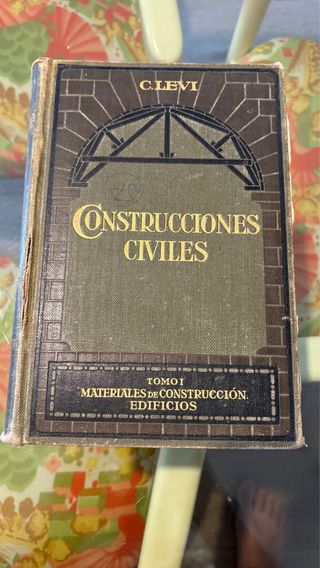 C. LEVI
CONSTRUCCIONES
CIVILES
TOMO I
MATERIALES DE CONSTRUCCIÓN.
EDIFICIOS